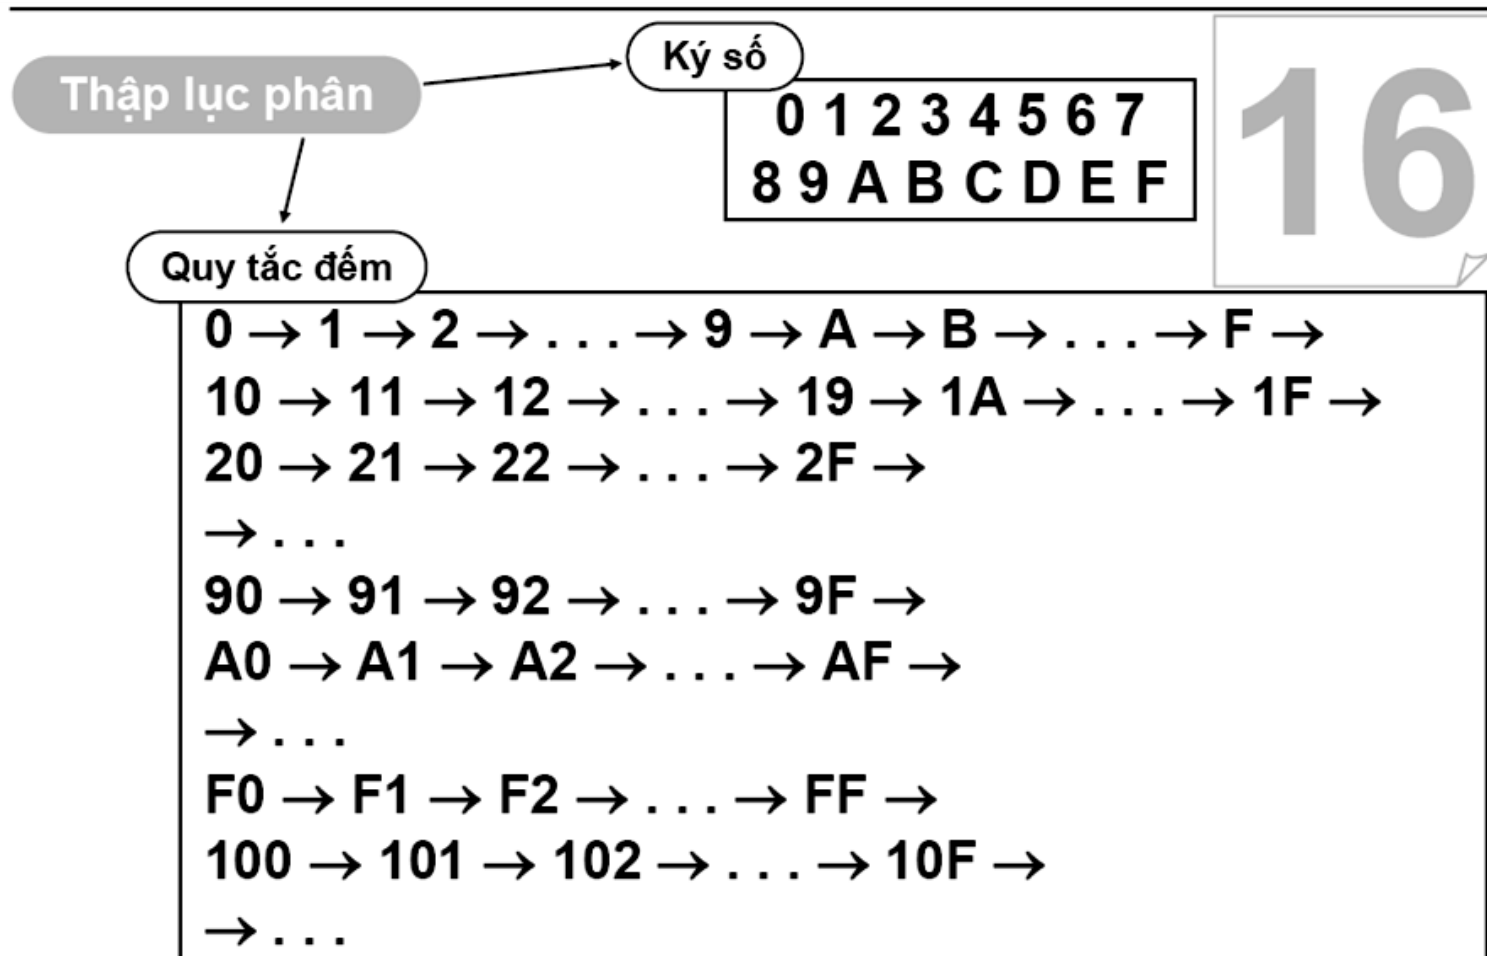 Thập lục phân
Ký số
0 1 2 3 4 5 6 7
8 9 A B C D E F
16
Quy tắc đếm
0 → 1 → 2 → . . . → 9 → A → B → . . . → F →
10 → 11 → 12 → . . . → 19 → 1A → . . . → 1F →
20 → 21 → 22 → . . . → 2F →
→ . . .
90 → 91 → 92 → . . . → 9F →
A0 → A1 → A2 → . . . → AF →
→ . . .
F0 → F1 → F2 → . . . → FF →
100 → 101 → 102 → . . . → 10F →
→ . . .